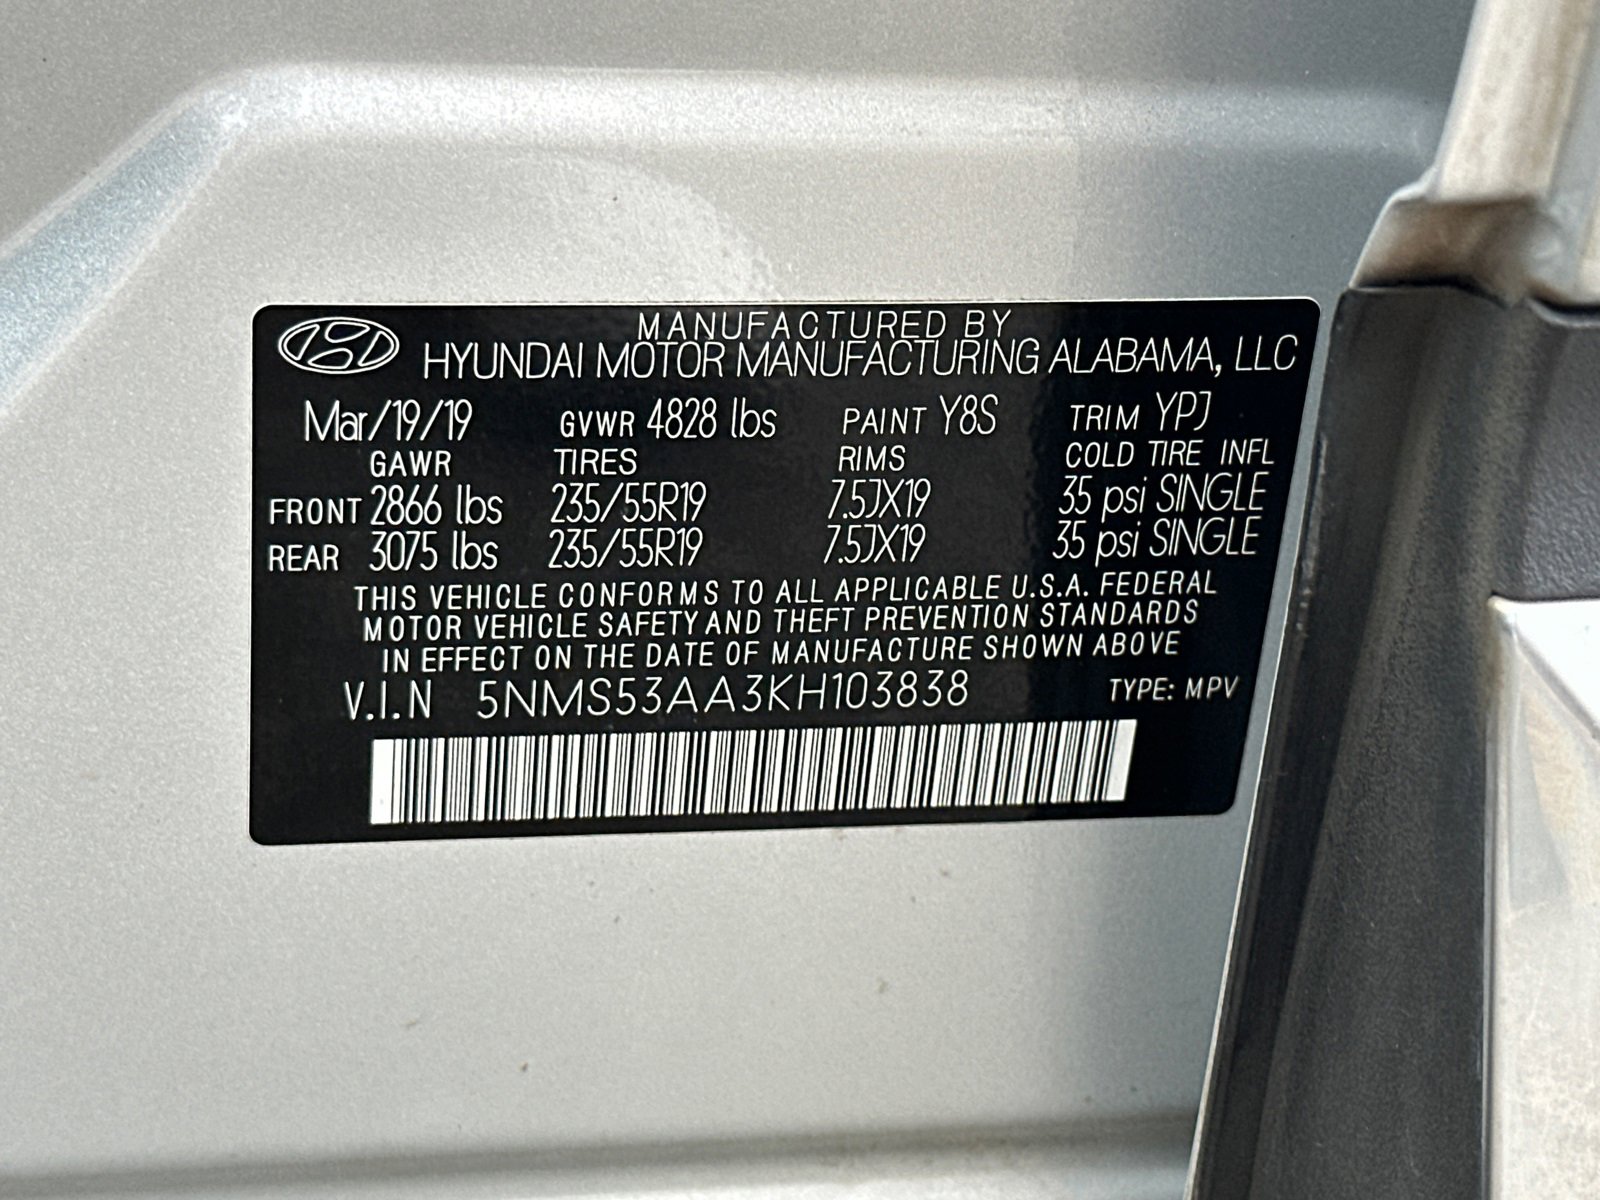 MANUFACTURED BY
HYUNDAI MOTOR MANUFACTURING ALABAMA, LLC
Mar/19/19 GVWR 4828 lbs PAINT Y8S TRIM YPJ
GAWR TIRES RIMS COLD TIRE INFL
FRONT 2866 lbs 235/55R19 7.5JX19 35 psi SINGLE
REAR 3075 lbs 235/55R19 7.5JX19 35 psi SINGLE
THIS VEHICLE CONFORMS TO ALL APPLICABLE U.S.A. FEDERAL
MOTOR VEHICLE SAFETY AND THEFT PREVENTION STANDARDS
IN EFFECT ON THE DATE OF MANUFACTURE SHOWN ABOVE
V.I.N 5NMS53AA3KH103838 TYPE: MPV